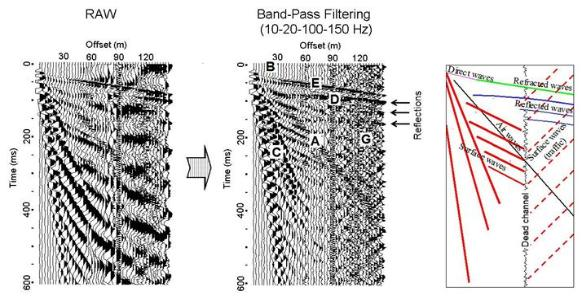 RAW
Offset (m)
30 60 90 120
0
200
400
600
Time (ms)
Band-Pass Filtering
(10-20-100-150 Hz)
Offset (m)
30 60 90 120
0
200
400
600
Time (ms)
B
E
D
C
A
G
Reflections
Direct waves
Refracted waves
Reflected waves
Air waves
Surface waves
Surface waves
(traffic)
Dead channel